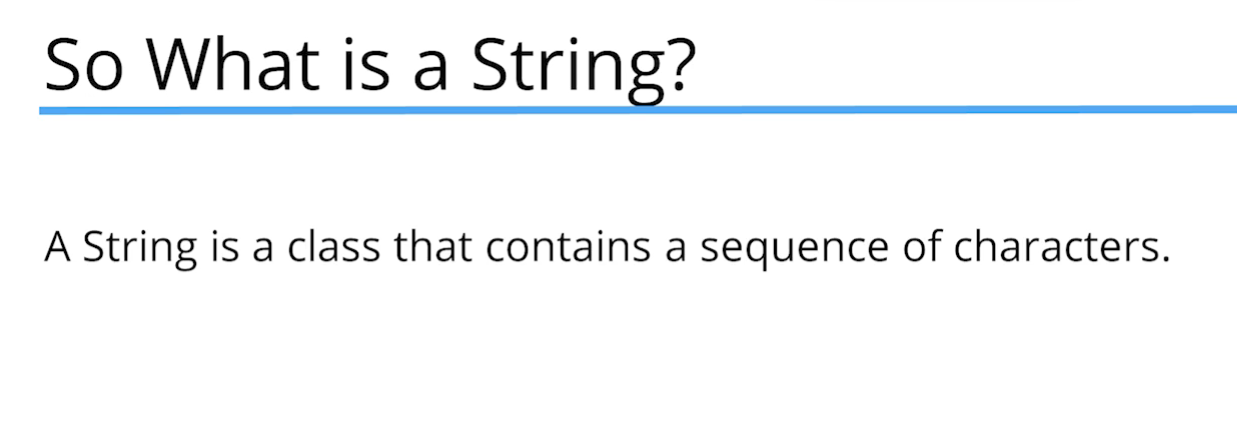 So What is a String?
A String is a class that contains a sequence of characters.